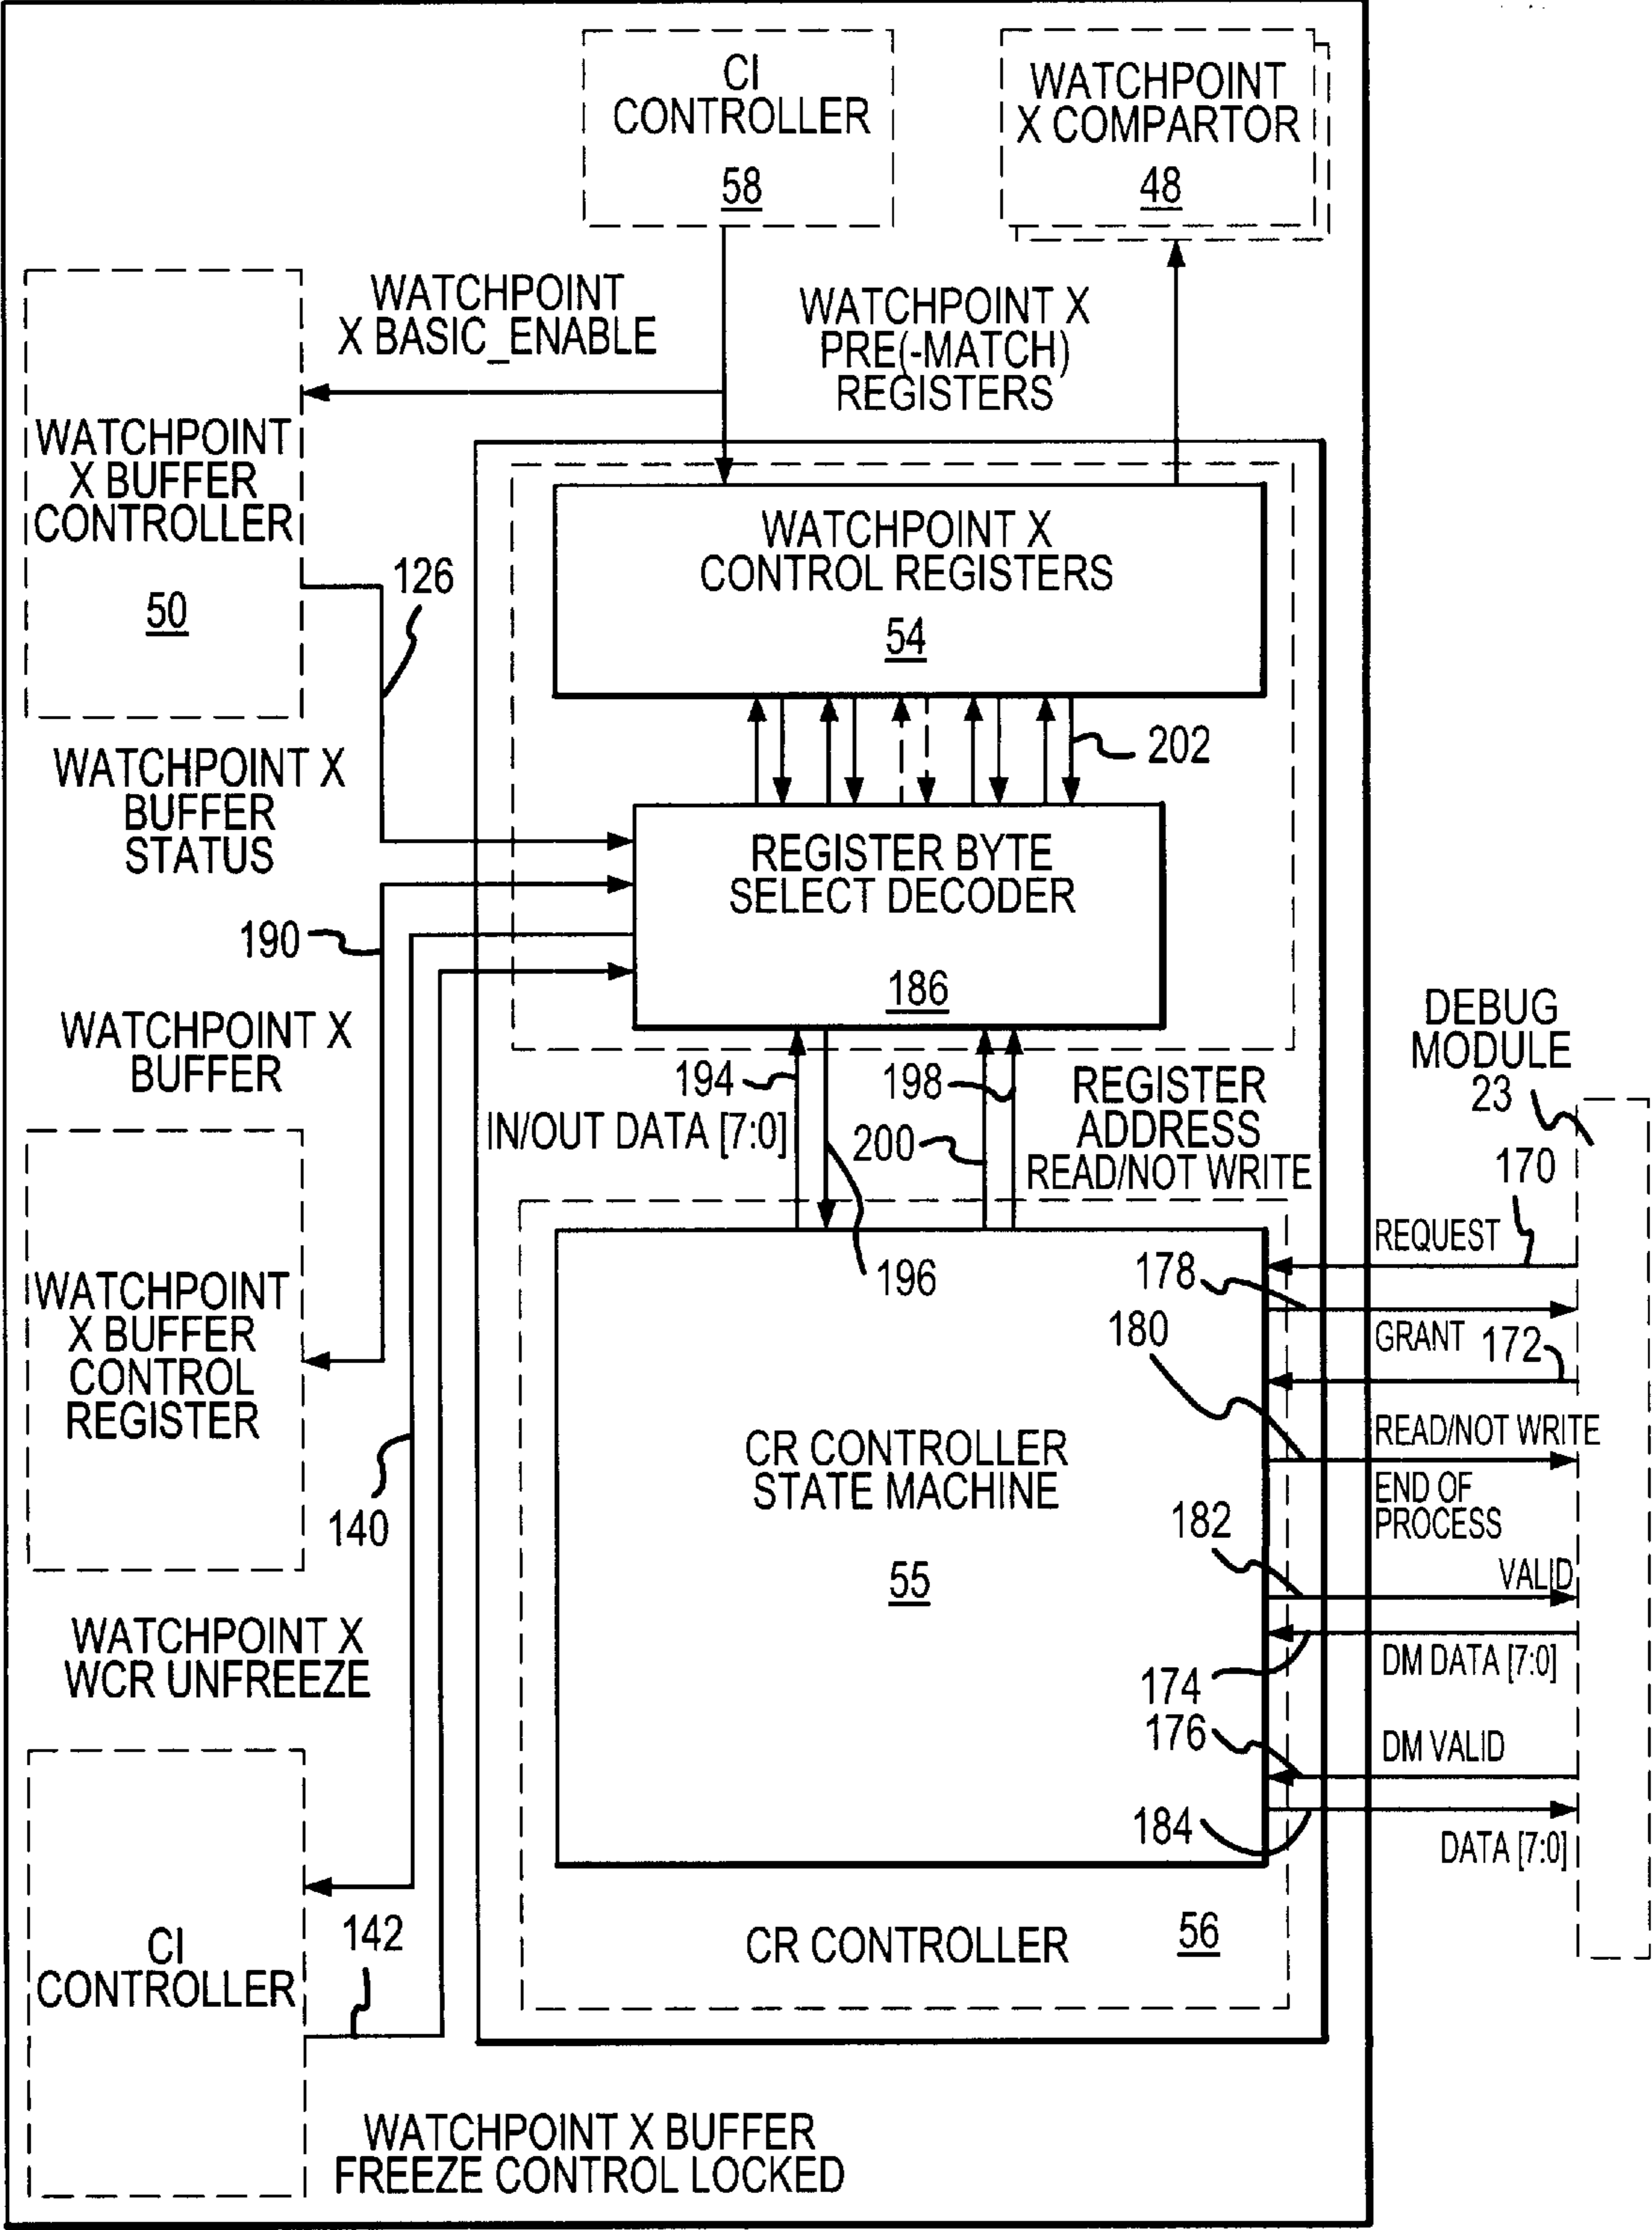 CI
CONTROLLER
58
WATCHPOINT
X COMPARTOR
48
WATCHPOINT
X BASIC_ENABLE
WATCHPOINT X
PRE(-MATCH)
REGISTERS
WATCHPOINT
X BUFFER
CONTROLLER
50
126
WATCHPOINT X
CONTROL REGISTERS
54
202
WATCHPOINT X
BUFFER
STATUS
REGISTER BYTE
SELECT DECODER
186
190
WATCHPOINT X
BUFFER
194
IN/OUT DATA [7:0]
198
200
REGISTER
ADDRESS
READ/NOT WRITE
196
DEBUG
MODULE
23
170
REQUEST
178
GRANT
172
180
READ/NOT WRITE
END OF
PROCESS
182
VALID
174
DM DATA [7:0]
176
DM VALID
184
DATA [7:0]
WATCHPOINT
X BUFFER
CONTROL
REGISTER
140
CR CONTROLLER
STATE MACHINE
55
WATCHPOINT X
WCR UNFREEZE
CI
CONTROLLER
142
CR CONTROLLER
56
WATCHPOINT X BUFFER
FREEZE CONTROL LOCKED